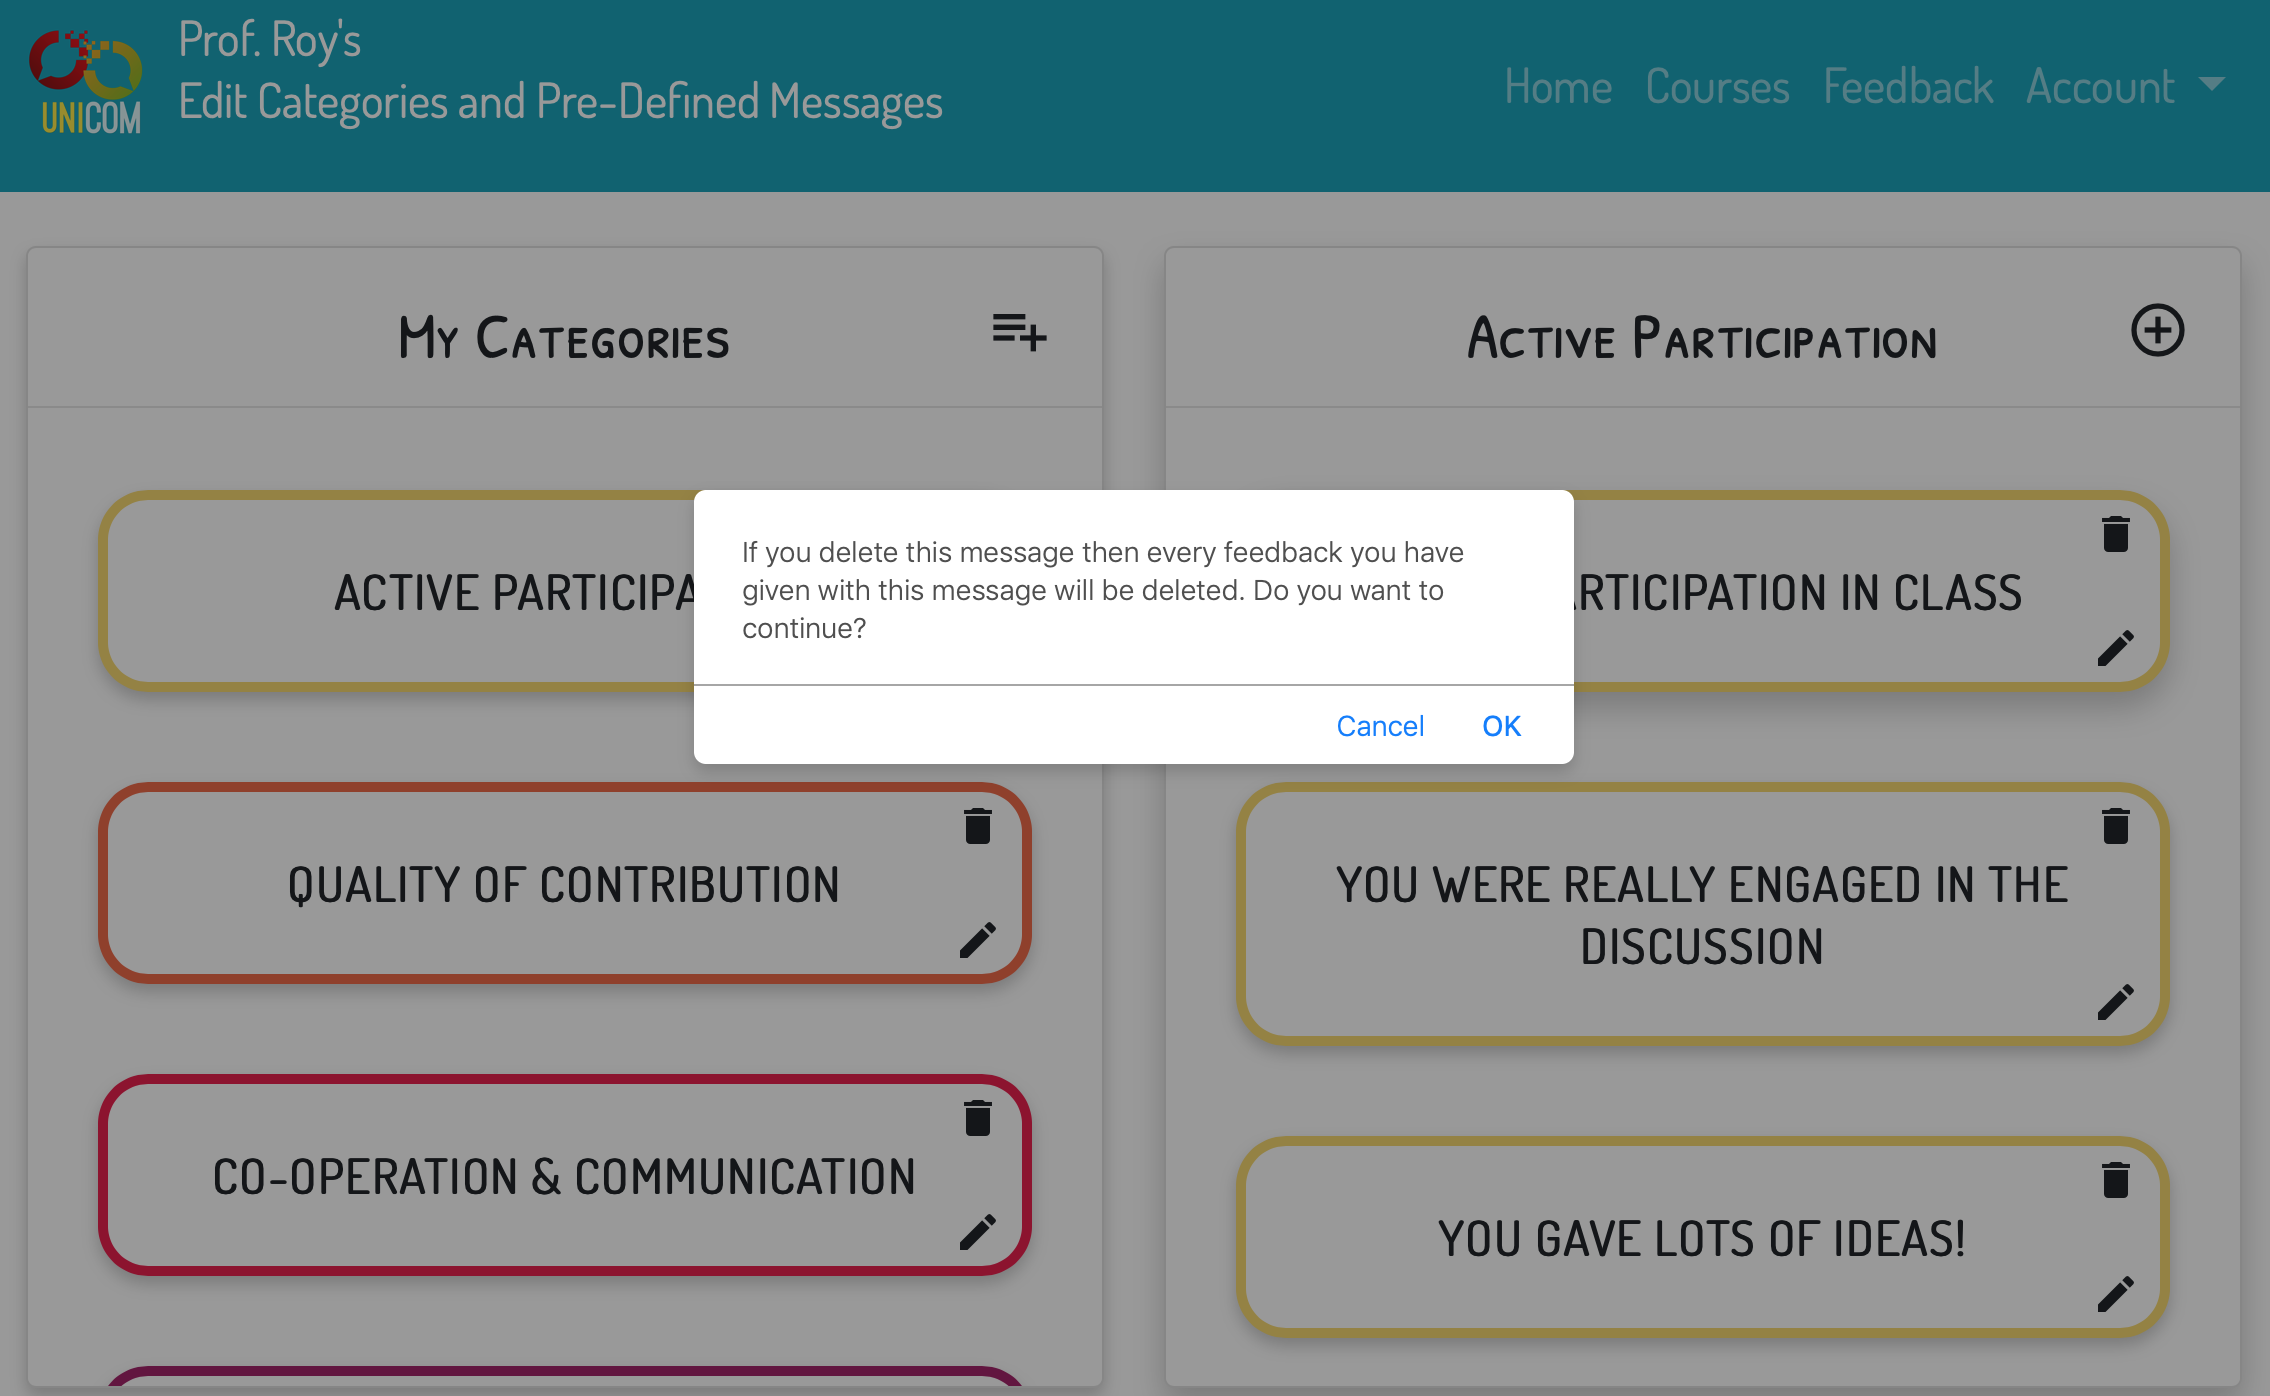 Prof. Roy's
Edit Categories and Pre-Defined Messages
UNICOM
Home Courses Feedback Account
My Categories
Active Participation
If you delete this message then every feedback you have
given with this message will be deleted. Do you want to
continue?
Cancel OK
ACTIVE PARTICIPA
RTICIPATION IN CLASS
QUALITY OF CONTRIBUTION
YOU WERE REALLY ENGAGED IN THE
DISCUSSION
CO-OPERATION & COMMUNICATION
YOU GAVE LOTS OF IDEAS!